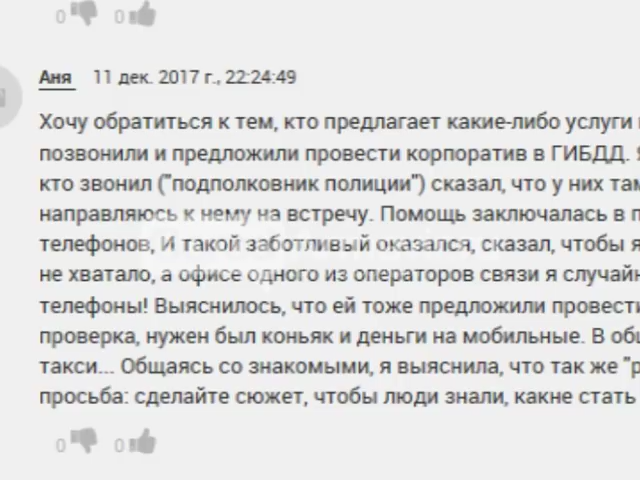 0 0
Аня 11 дек. 2017 г., 22:24:49
Хочу обратиться к тем, кто предлагает какие-либо услуги
позвонили и предложили провести корпоратив в ГИБДД.
кто звонил ("подполковник полиции") сказал, что у них там
направляюсь к нему на встречу. Помощь заключалась в п
телефонов, И такой заботливый оказался, сказал, чтобы я
не хватало, а офисе одного из операторов связи я случайн
телефоны! Выяснилось, что ей тоже предложили провести
проверка, нужен был коньяк и деньги на мобильные. В общ
такси... Общаясь со знакомыми, я выяснила, что так же "р
просьба: сделайте сюжет, чтобы люди знали, какне стать
0 0